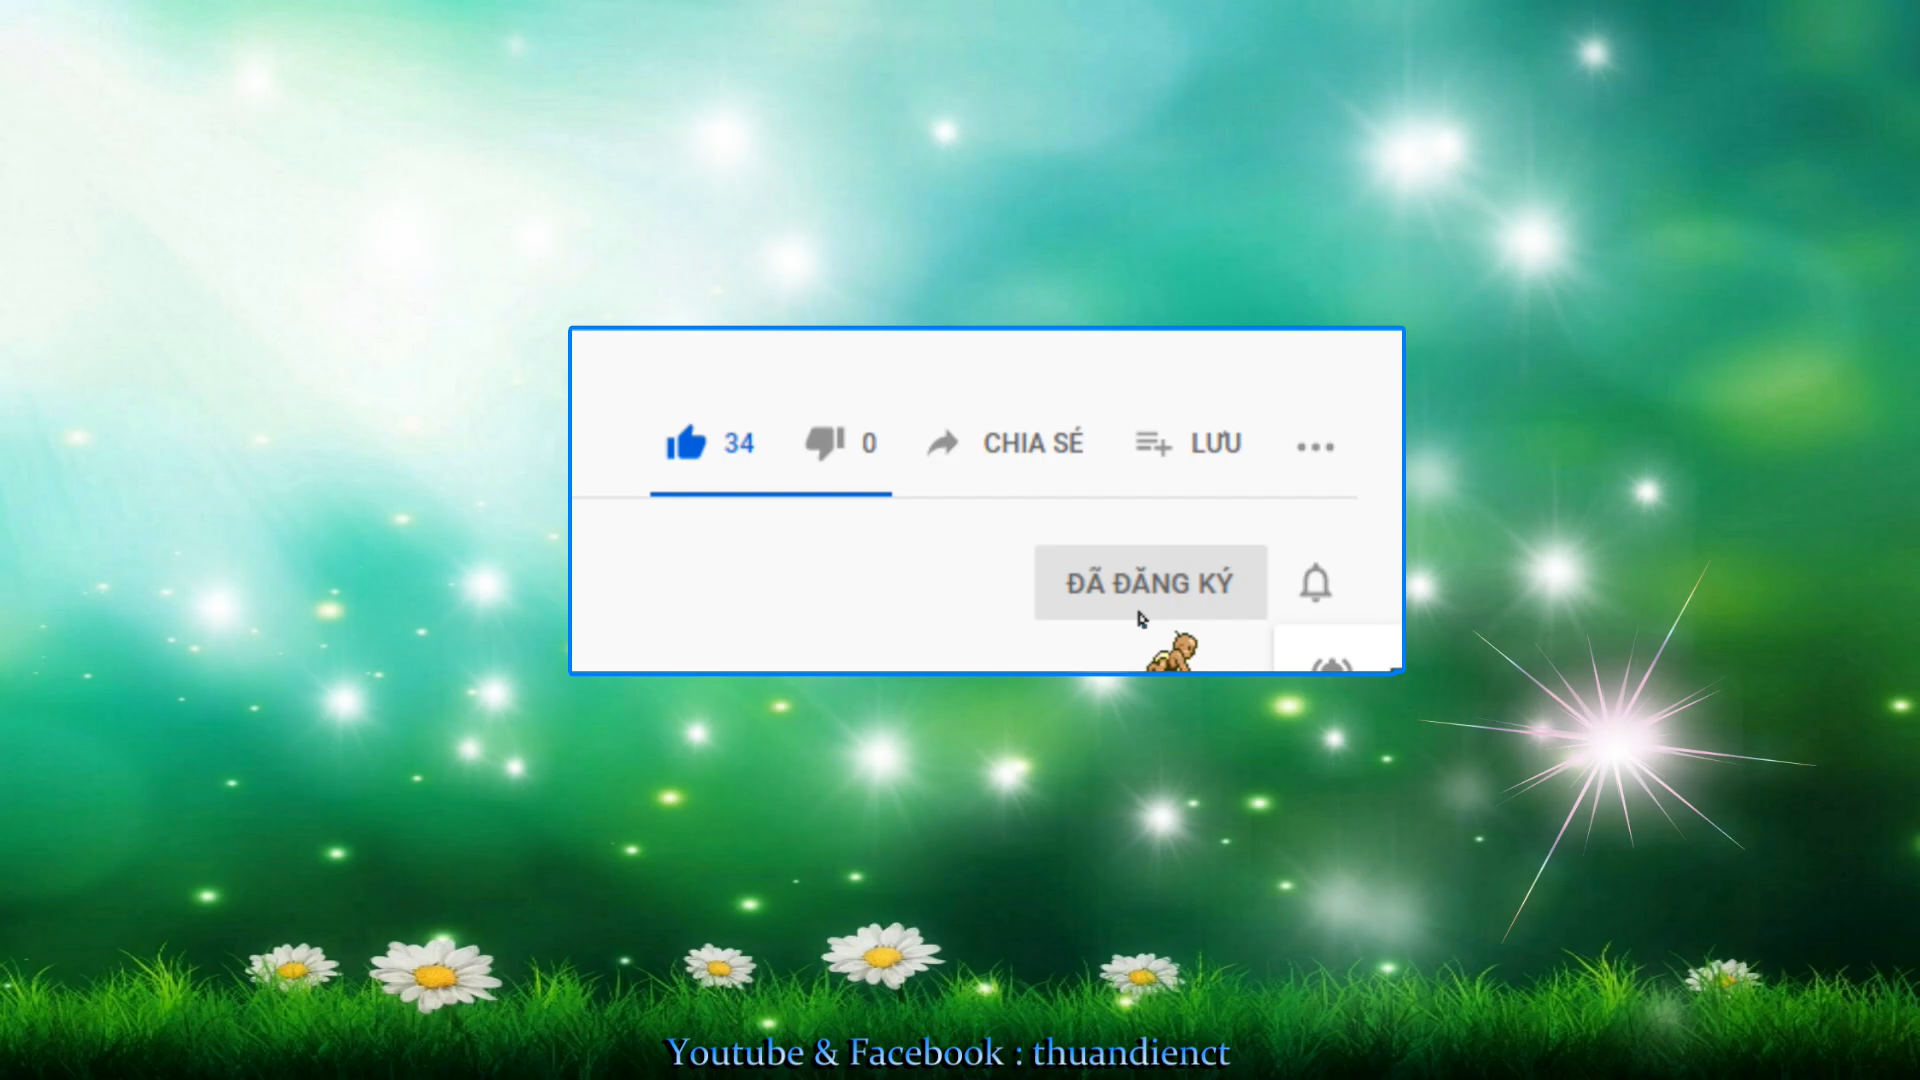 34 0 CHIA SẺ LƯU
ĐÃ ĐĂNG KÝ
Youtube & Facebook : thuandienct